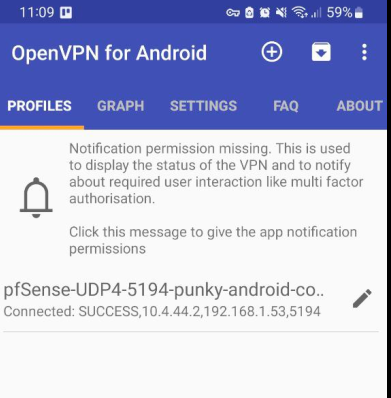 11:09 59%
OpenVPN for Android
PROFILES GRAPH SETTINGS FAQ ABOUT
Notification permission missing. This is used
to display the status of the VPN and to notify
about required user interaction like multi factor
authorisation.
Click this message to give the app notification
permissions
pfSense-UDP4-5194-punky-android-co..
Connected: SUCCESS,10.4.44.2,192.168.1.53,5194